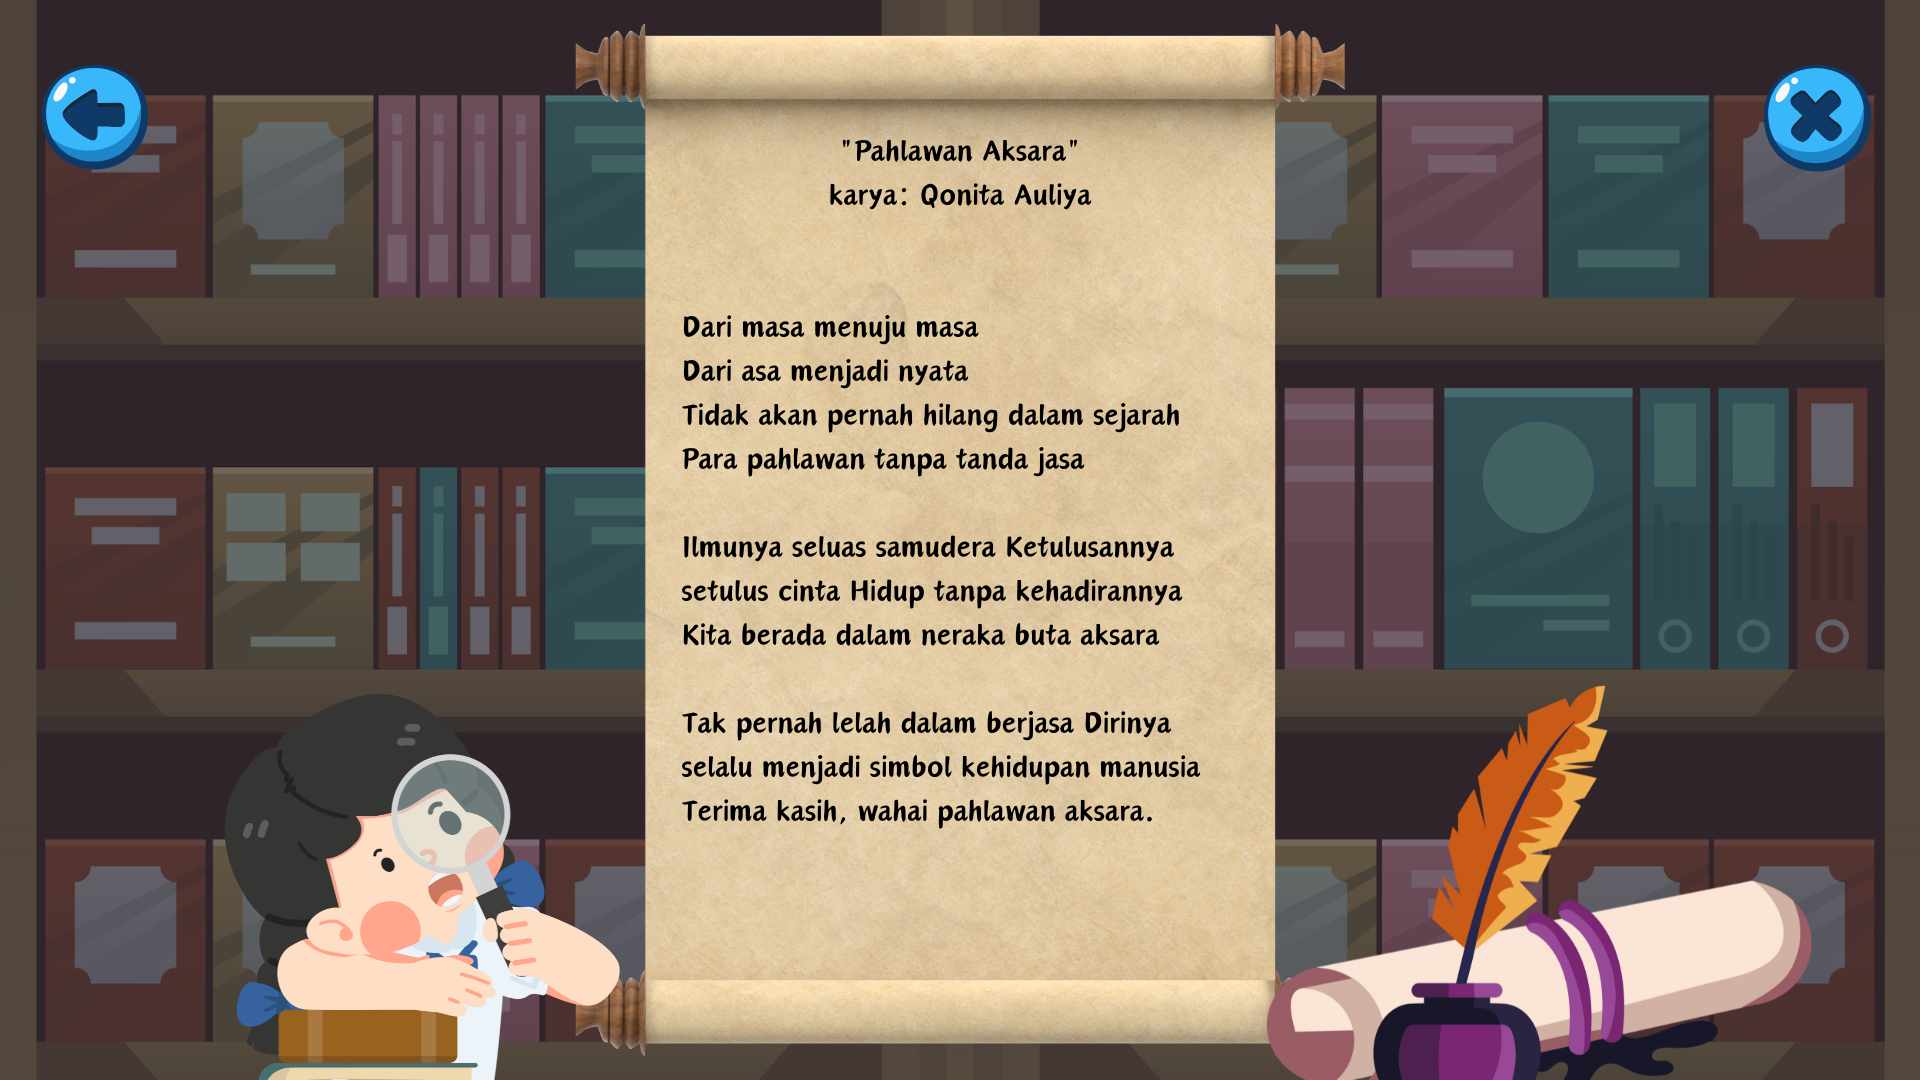 "Pahlawan Aksara"
karya: Qonita Auliya
Dari masa menuju masa
Dari asa menjadi nyata
Tidak akan pernah hilang dalam sejarah
Para pahlawan tanpa tanda jasa
Ilmunya seluas samudera Ketulusannya
setulus cinta Hidup tanpa kehadirannya
Kita berada dalam neraka buta aksara
Tak pernah lelah dalam berjasa Dirinya
selalu menjadi simbol kehidupan manusia
Terima kasih, wahai pahlawan aksara.